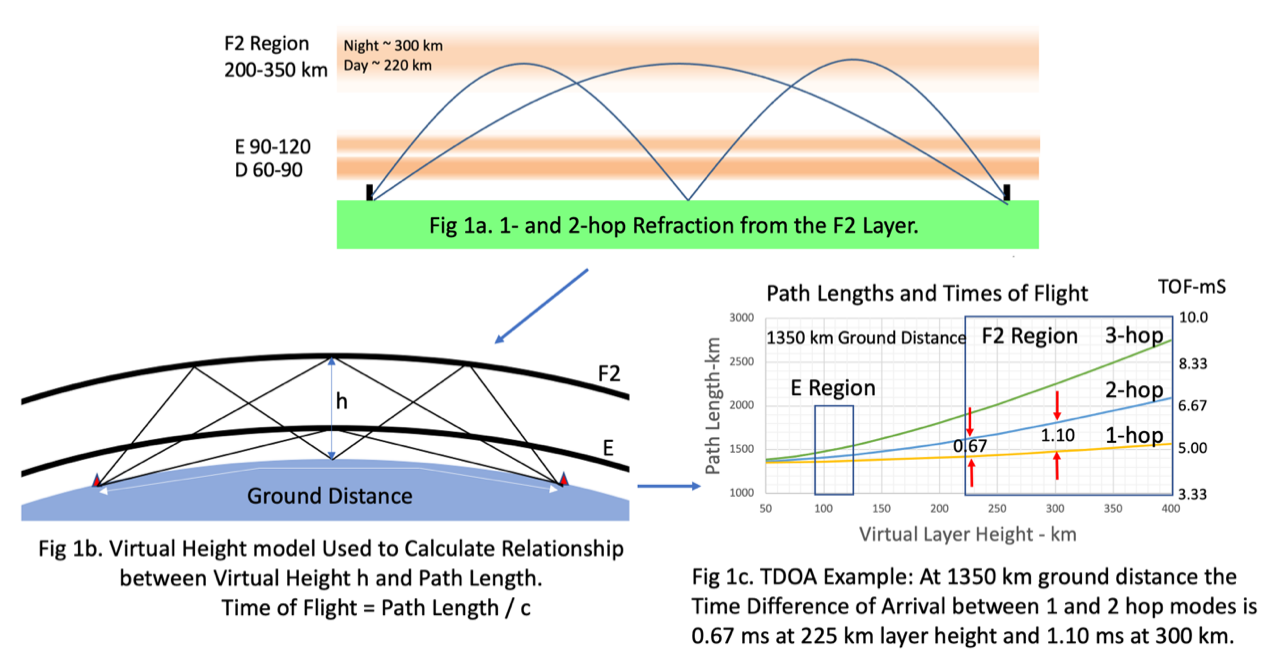 F2 Region
200-350 km
Night ~ 300 km
Day ~ 220 km
E 90-120
D 60-90
Fig 1a. 1- and 2-hop Refraction from the F2 Layer.
F2
h
E
Ground Distance
Fig 1b. Virtual Height model Used to Calculate Relationship
between Virtual Height h and Path Length.
Time of Flight = Path Length / c
Path Lengths and Times of Flight
TOF-mS
Path Length-km
3000
2500
2000
1500
1000
1350 km Ground Distance
F2 Region
3-hop
E Region
2-hop
0.67
1.10
1-hop
10.0
8.33
6.67
5.00
3.33
50
100
150
200
250
300
350
400
Virtual Layer Height - km
Fig 1c. TDOA Example: At 1350 km ground distance the
Time Difference of Arrival between 1 and 2 hop modes is
0.67 ms at 225 km layer height and 1.10 ms at 300 km.